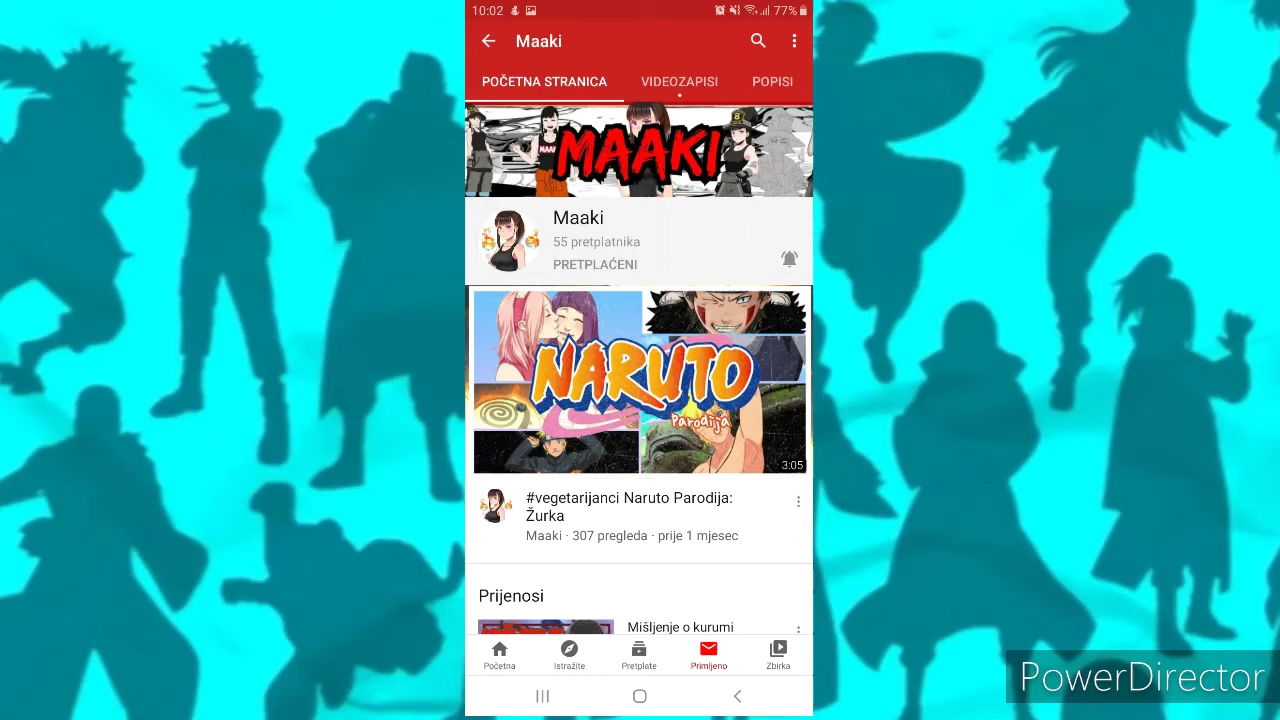 10:02
77%
Maaki
POČETNA STRANICA
VIDEOZAPISI
POPISI
MAAKI
Maaki
55 pretplatnika
PRETPLAĆENI
NARUTO
Parodija
3:05
#vegetarijanci Naruto Parodija:
Žurka
Maaki · 307 pregleda · prije 1 mjesec
Prijenosi
Mišljenje o kurumi
Početna
Istražite
Pretplate
Primljeno
Zbirka
PowerDirector